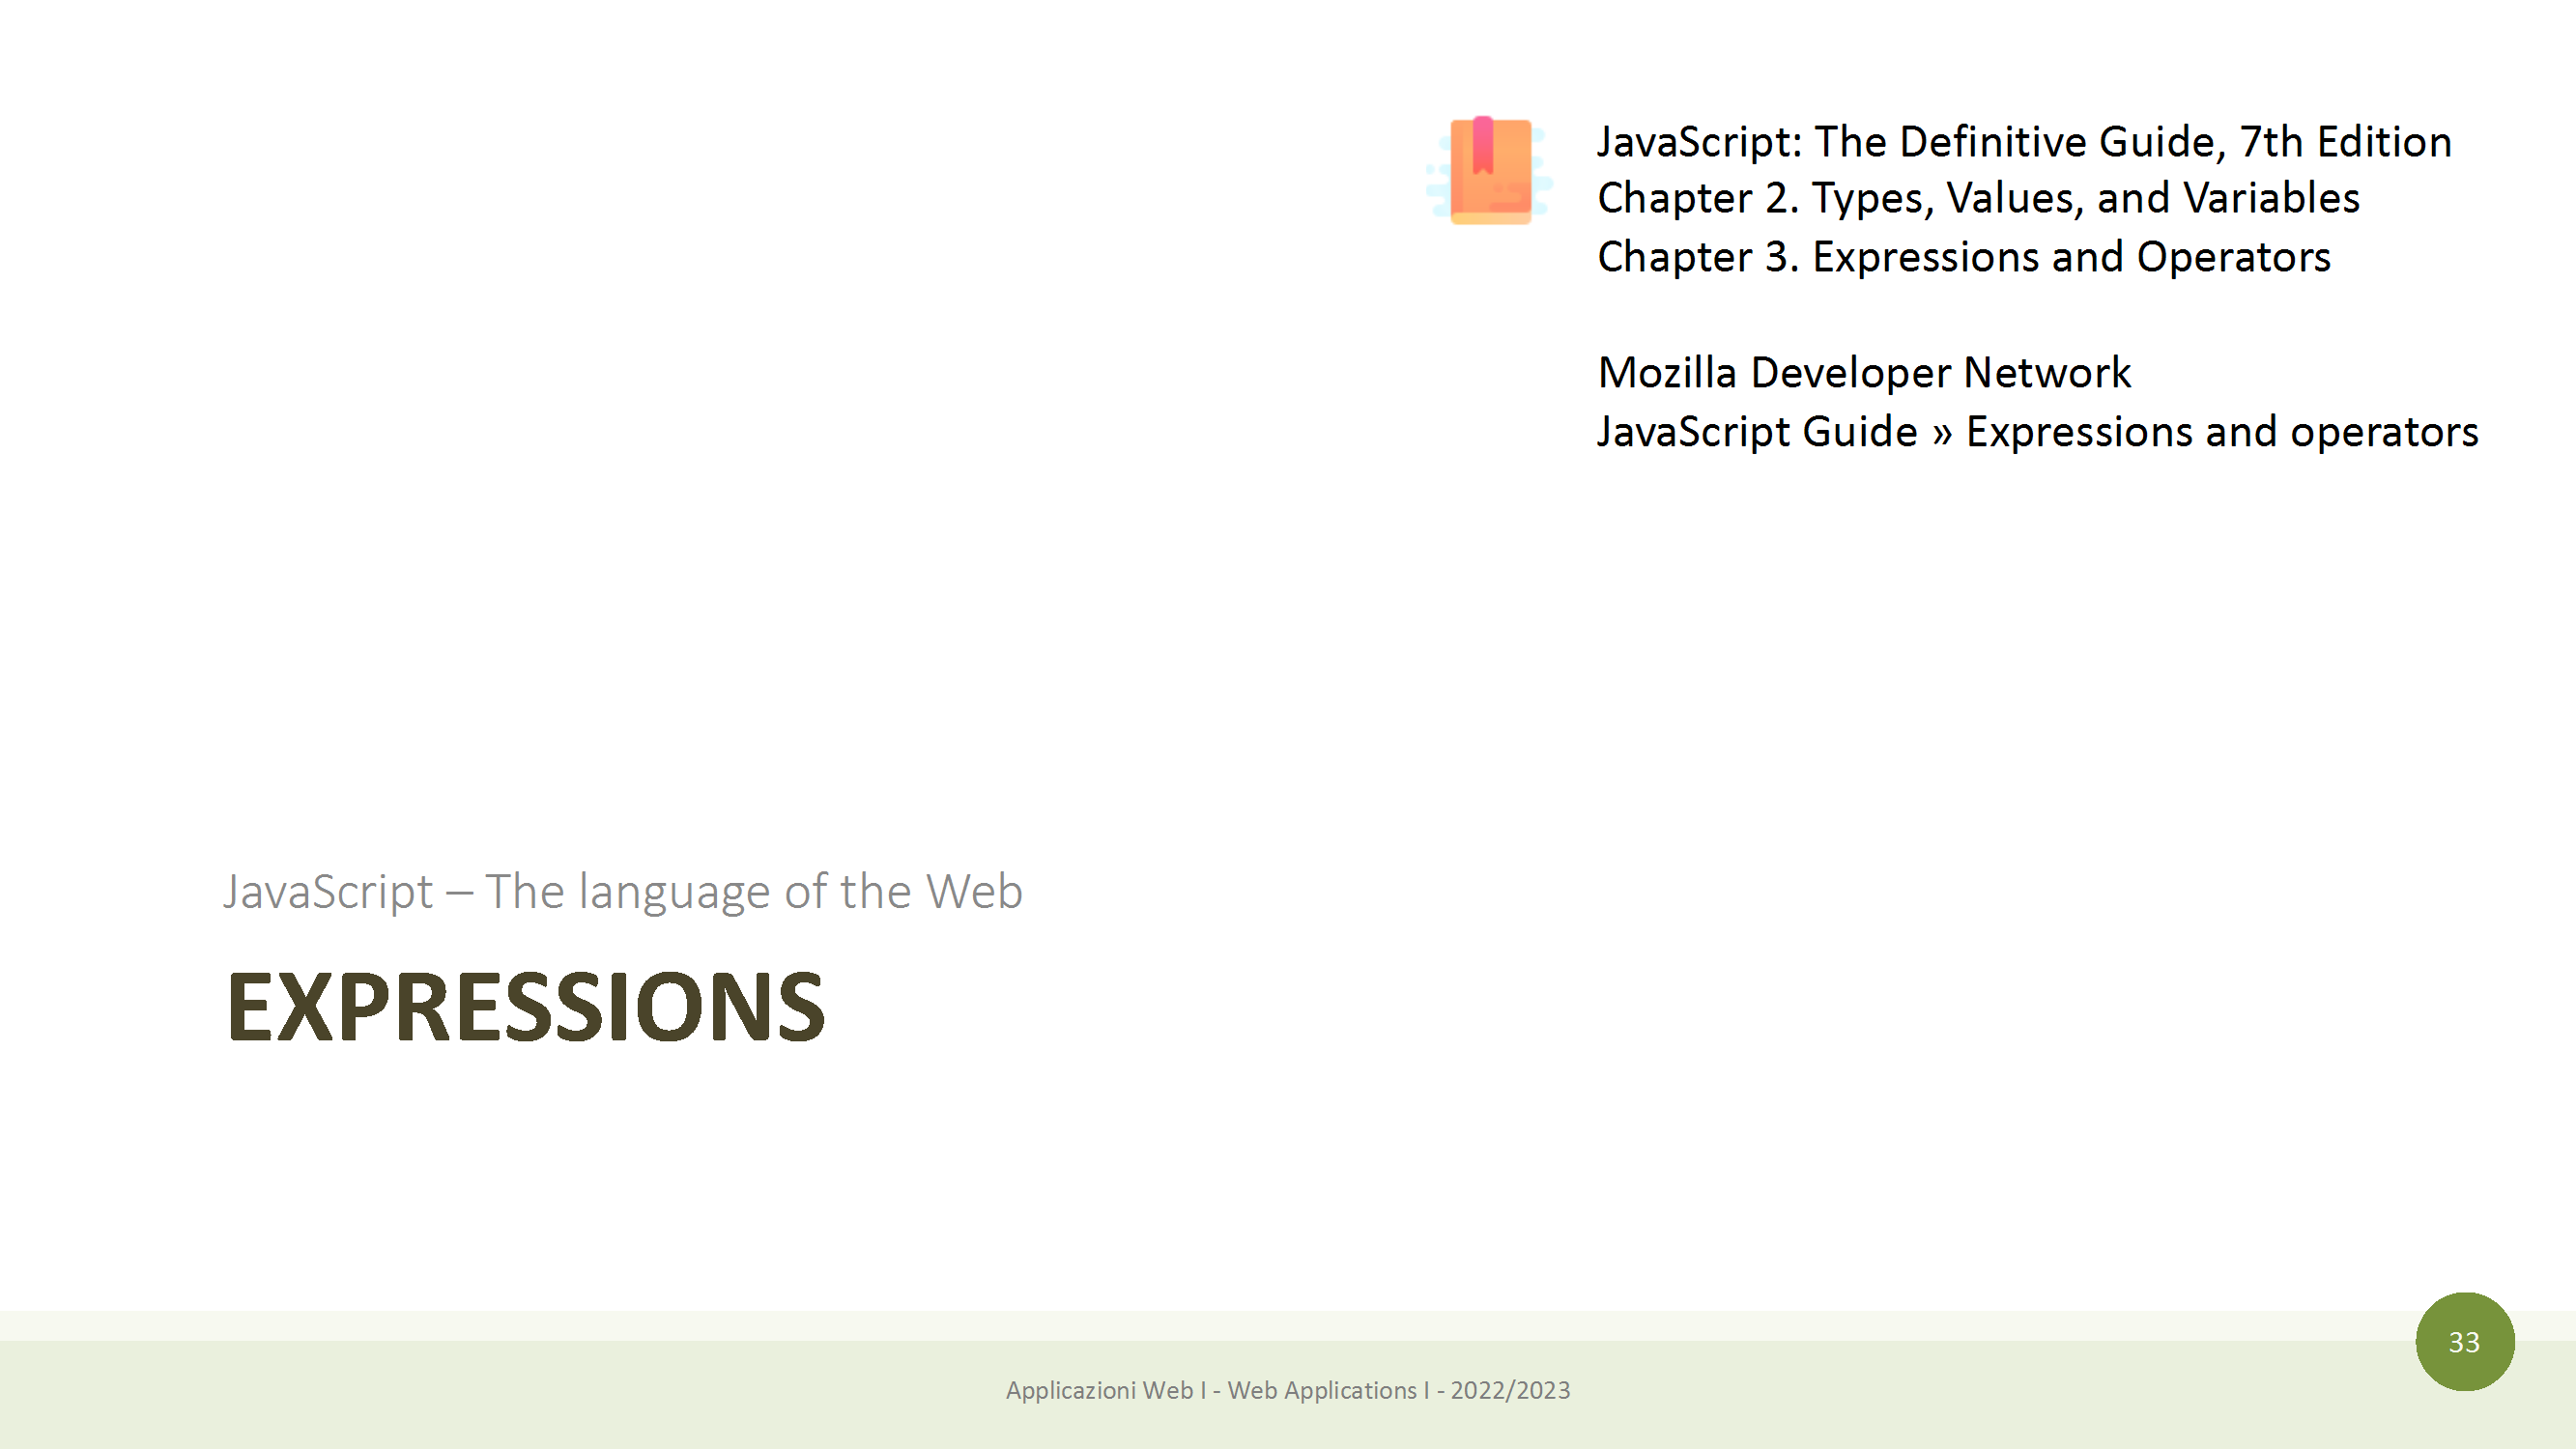 JavaScript: The Definitive Guide, 7th Edition
Chapter 2. Types, Values, and Variables
Chapter 3. Expressions and Operators
Mozilla Developer Network
JavaScript Guide » Expressions and operators
JavaScript – The language of the Web
EXPRESSIONS
33
Applicazioni Web I - Web Applications I - 2022/2023